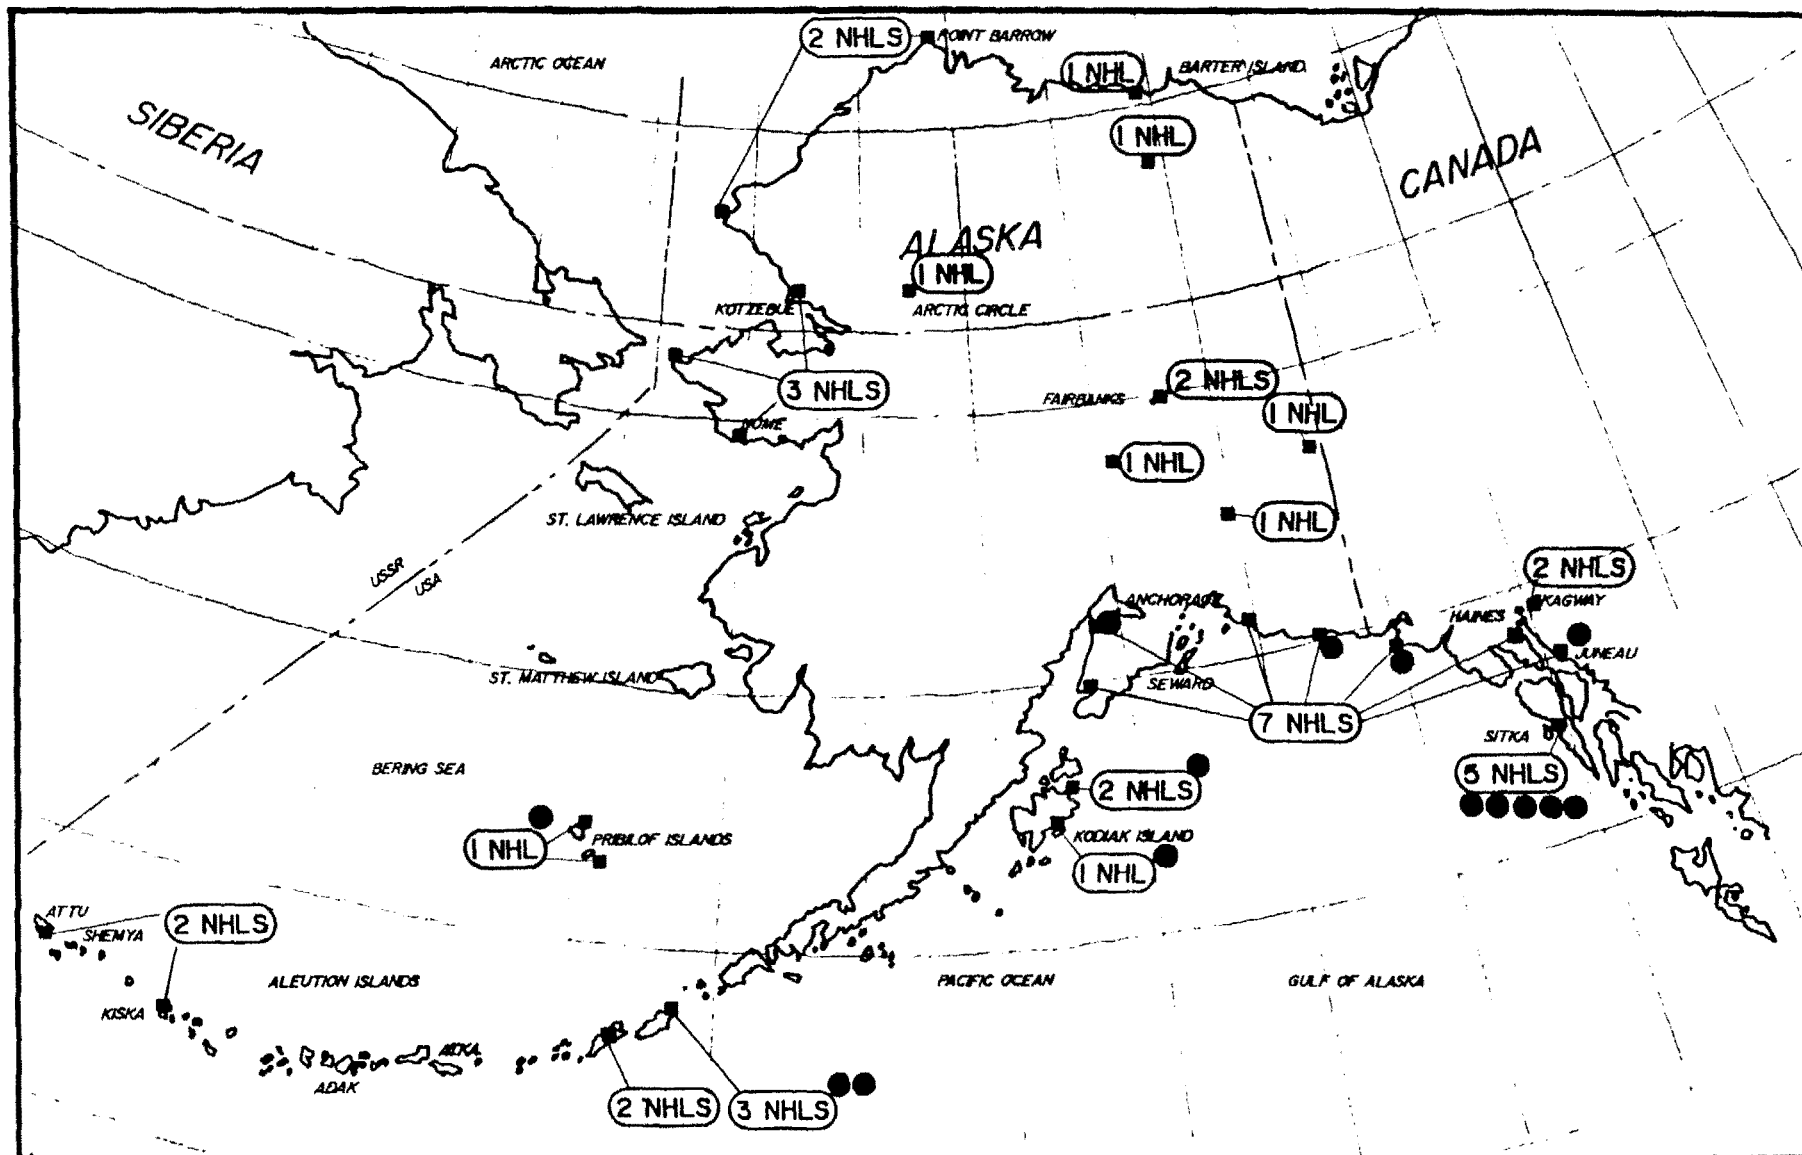 2 NHLS
POINT BARROW
ARCTIC OCEAN
1 NHL
BARTER ISLAND
SIBERIA
1 NHL
CANADA
ALASKA
1 NHL
KOTZEBUE
ARCTIC CIRCLE
3 NHLS
2 NHLS
FAIRBANKS
1 NHL
NOME
1 NHL
ST. LAWRENCE ISLAND
1 NHL
USSR
USA
2 NHLS
ANCHORAGE
SKAGWAY
HAINES
JUNEAU
ST. MATTHEW ISLAND
SEWARD
7 NHLS
SITKA
BERING SEA
5 NHLS
2 NHLS
PRIBILOF ISLANDS
1 NHL
KODIAK ISLAND
1 NHL
ATTU
2 NHLS
SHEMYA
ALEUTION ISLANDS
PACIFIC OCEAN
GULF OF ALASKA
KISKA
ATKA
ADAK
2 NHLS
3 NHLS